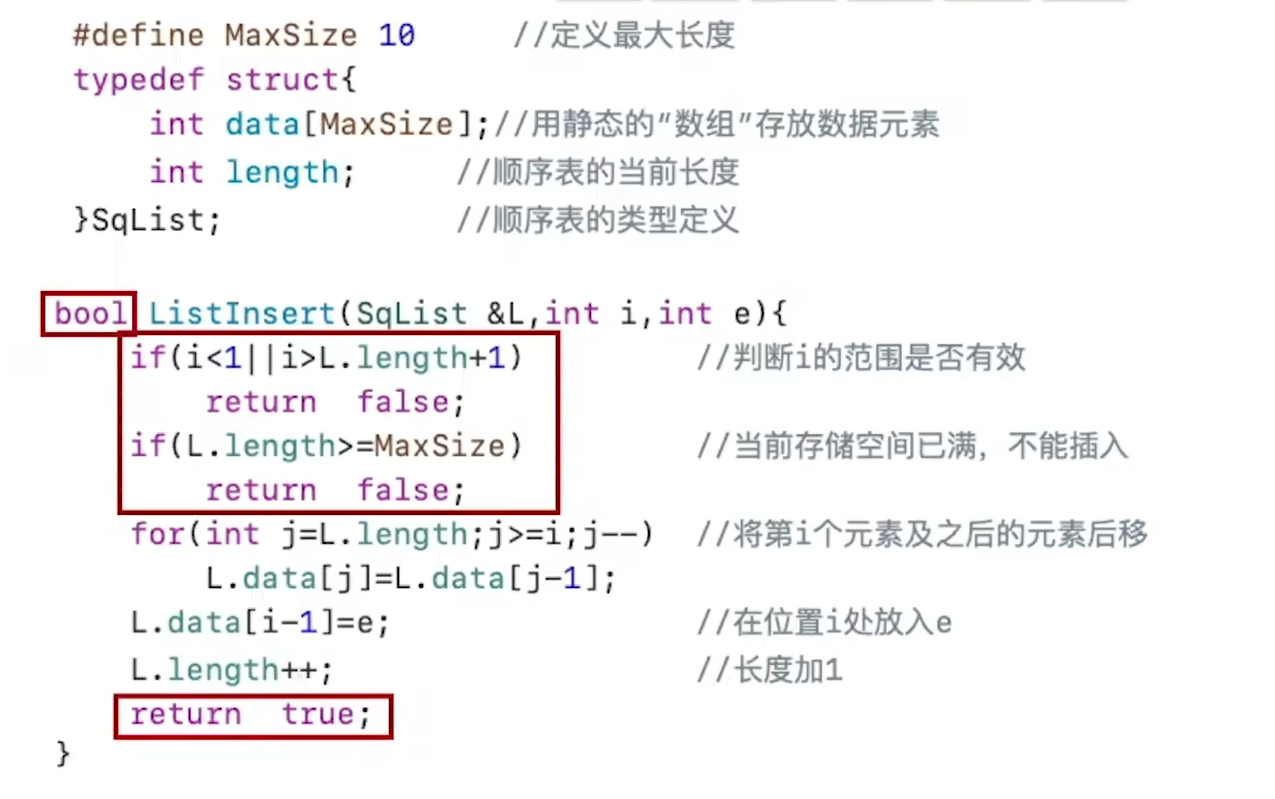 #define MaxSize 10 //定义最大长度
typedef struct{
int data[MaxSize];//用静态的“数组”存放数据元素
int length; //顺序表的当前长度
}SqList; //顺序表的类型定义
bool ListInsert(SqList &L,int i,int e){
if(i<1||i>L.length+1) //判断i的范围是否有效
return false;
if(L.length>=MaxSize) //当前存储空间已满，不能插入
return false;
for(int j=L.length;j>=i;j--) //将第i个元素及之后的元素后移
L.data[j]=L.data[j-1];
L.data[i-1]=e; //在位置i处放入e
L.length++; //长度加1
return true;
}